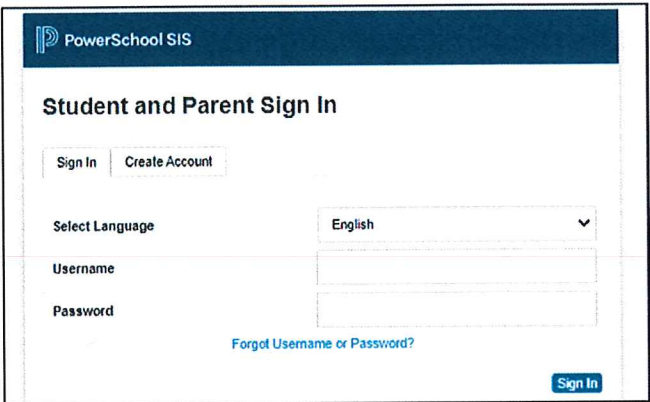 PowerSchool SIS
Student and Parent Sign In
Sign In Create Account
Select Language English
Username
Password
Forgot Username or Password?
Sign In